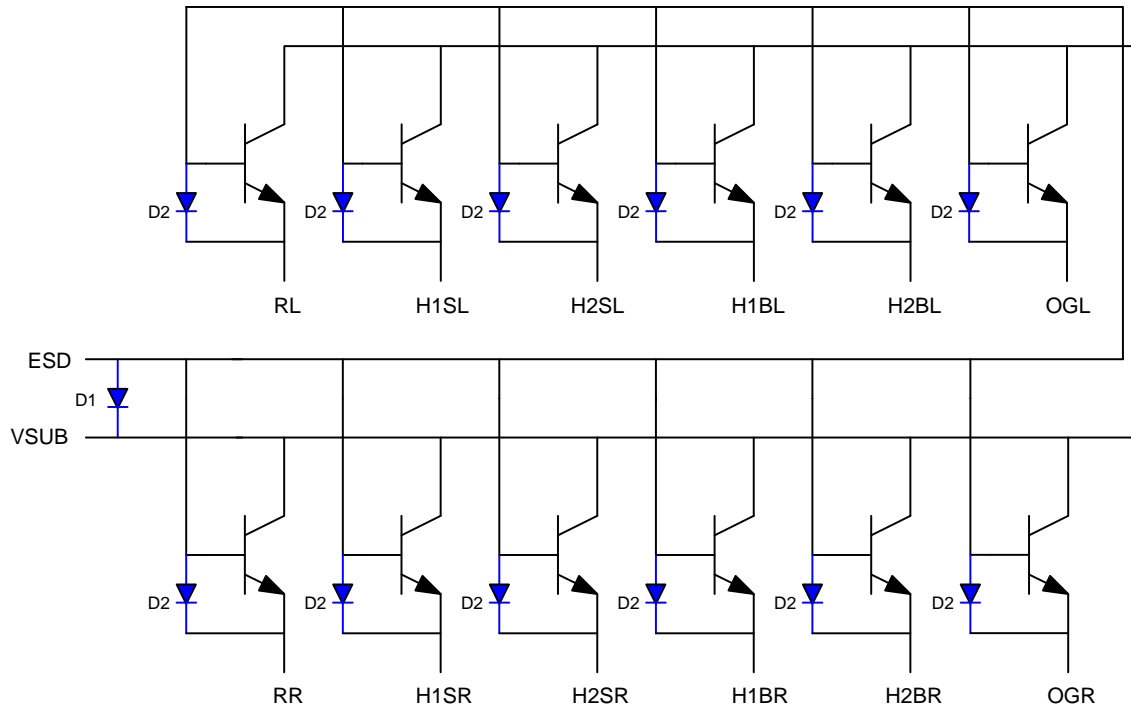 D2 D2 D2 D2 D2 D2
RL H1SL H2SL H1BL H2BL OGL
ESD
D1
VSUB
D2 D2 D2 D2 D2 D2
RR H1SR H2SR H1BR H2BR OGR